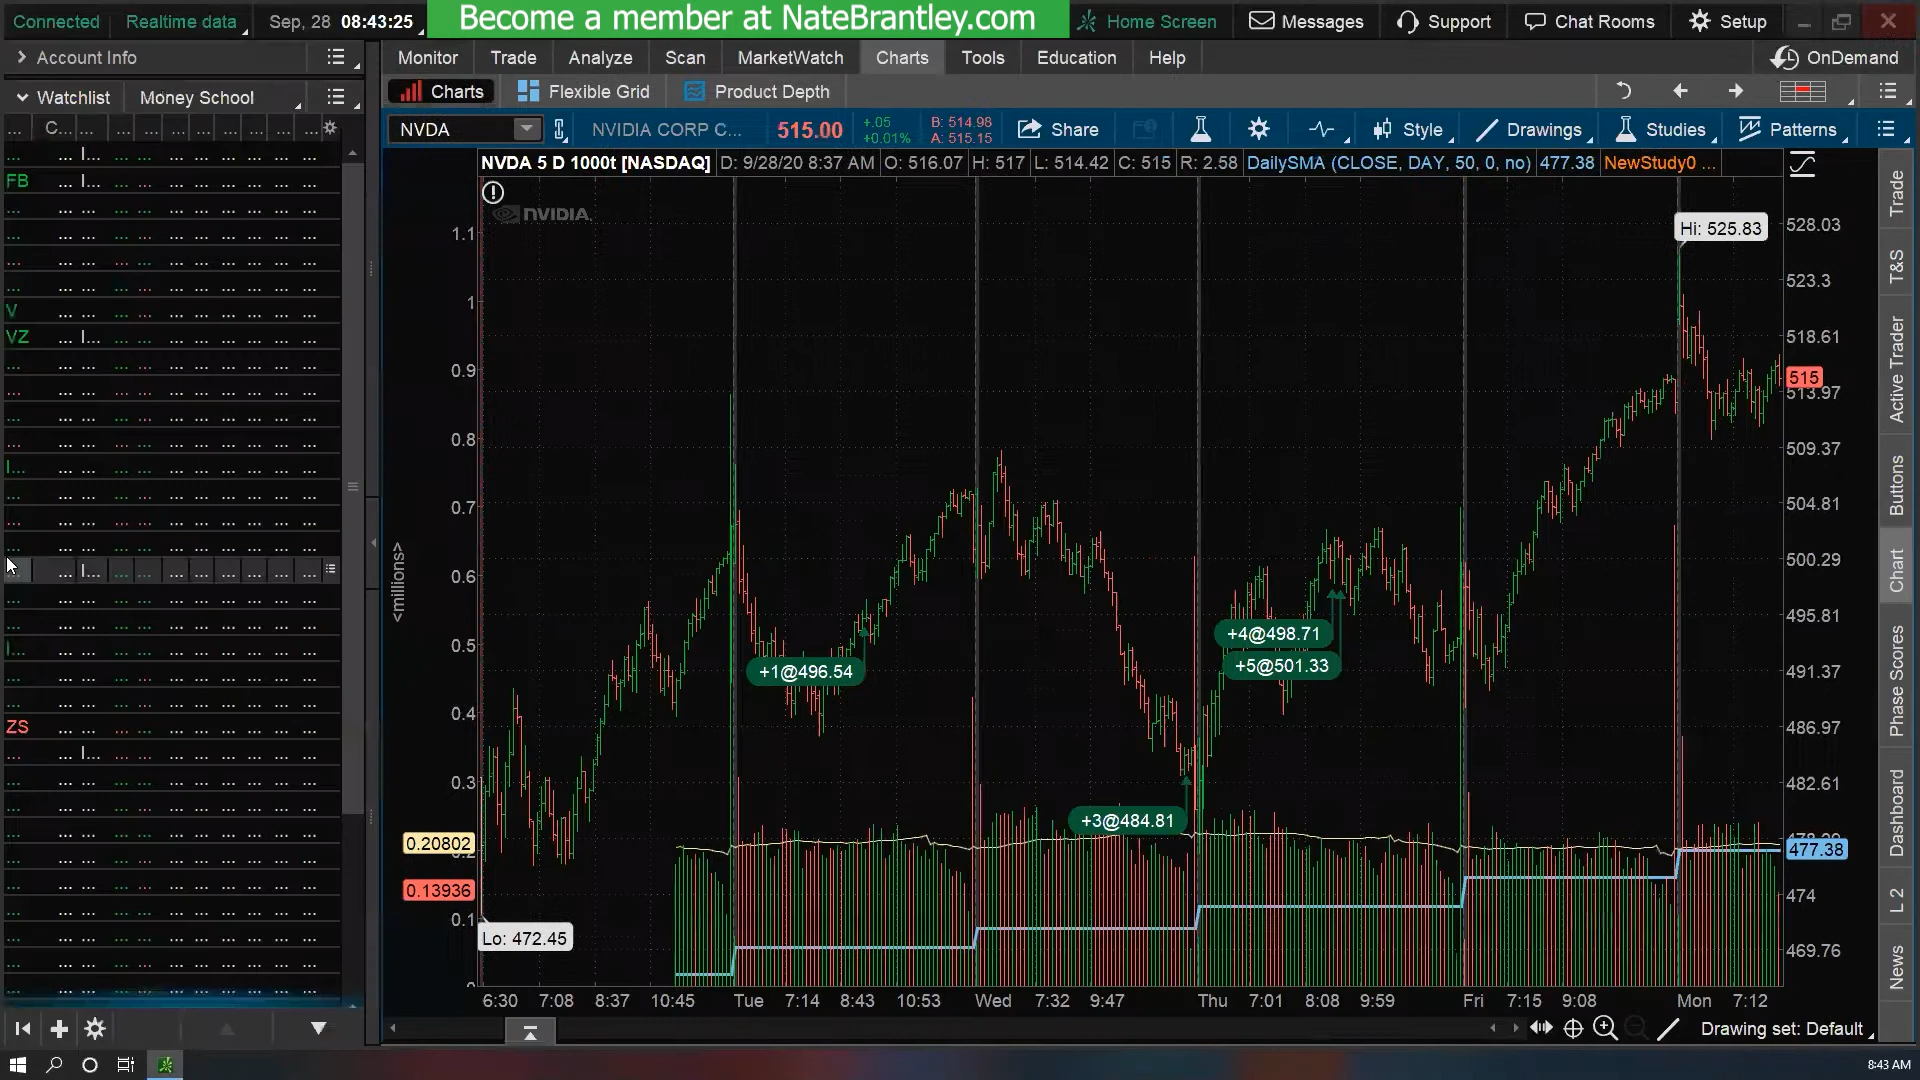 Connected Realtime data Sep, 28 08:43:25 Become a member at NateBrantley.com Home Screen Messages Support Chat Rooms Setup
Account Info
Monitor Trade Analyze Scan MarketWatch Charts Tools Education Help OnDemand
Watchlist Money School
Charts Flexible Grid Product Depth
C...
NVDA NVIDIA CORP C... 515.00 +.05 +0.01% B: 514.98 A: 515.15 Share Style Drawings Studies Patterns
NVDA 5 D 1000t [NASDAQ] D: 9/28/20 8:37 AM O: 516.07 H: 517 L: 514.42 C: 515 R: 2.58 DailySMA (CLOSE, DAY, 50, 0, no) 477.38 NewStudy0 ...
FB
V
VZ
ZS
NVIDIA.
Hi: 525.83
+1@496.54
+4@498.71
+5@501.33
+3@484.81
Lo: 472.45
1.1
1
0.9
0.8
0.7
0.6
0.5
0.4
0.3
0.20802
0.2
0.13936
0.1
<millions>
528.03
523.3
518.61
515
513.97
509.37
504.81
500.29
495.81
491.37
486.97
482.61
477.38
474
469.76
6:30 7:08 8:37 10:45 Tue 7:14 8:43 10:53 Wed 7:32 9:47 Thu 7:01 8:08 9:59 Fri 7:15 9:08 Mon 7:12
Trade
T&S
Active Trader
Buttons
Chart
Phase Scores
Dashboard
L 2
News
Drawing set: Default
8:43 AM